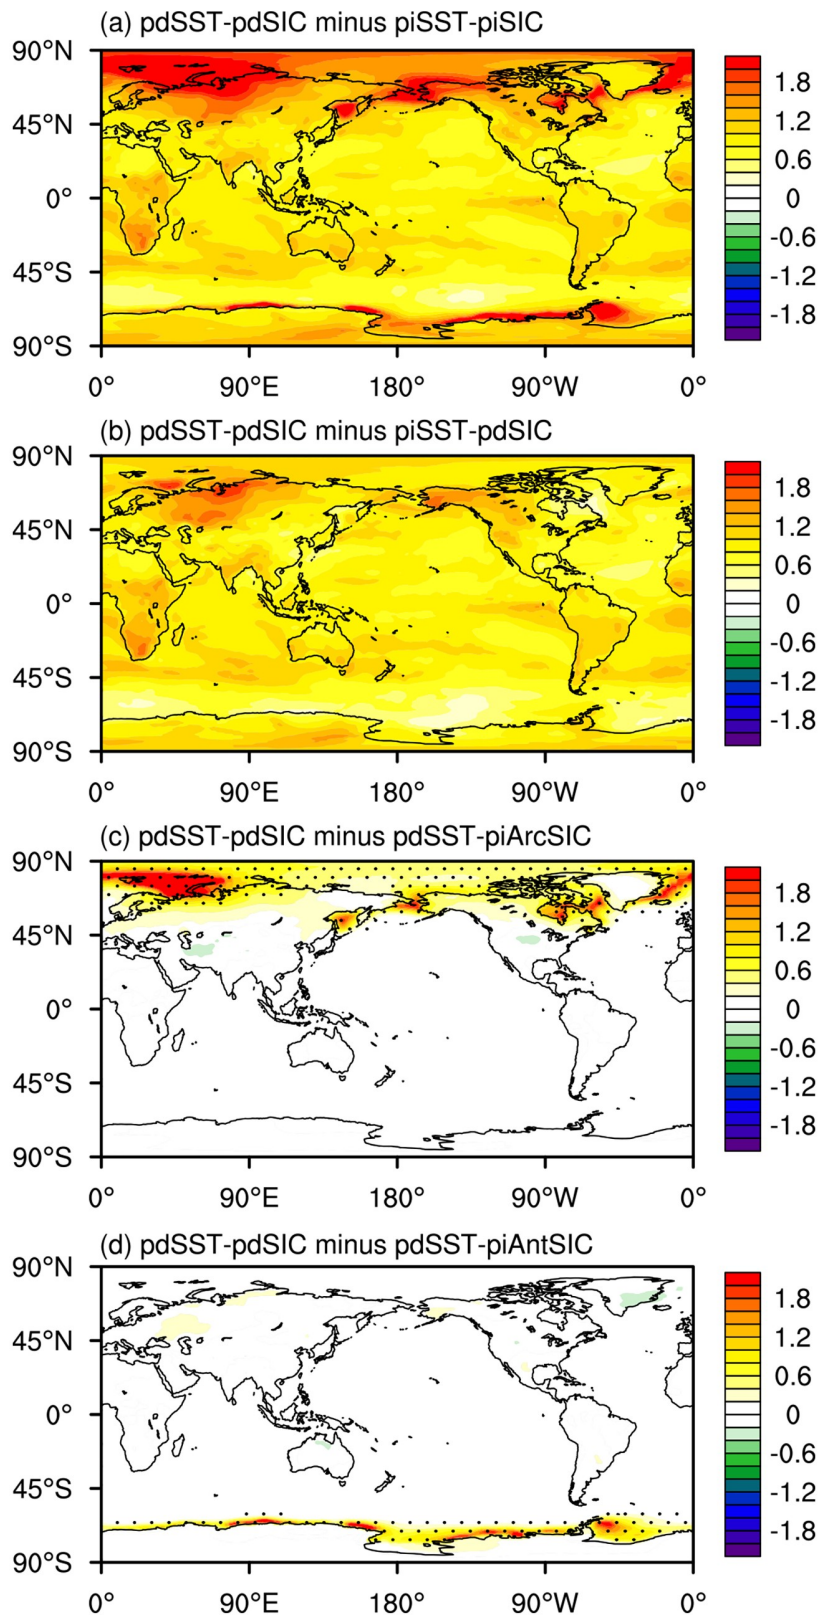 (a) pdSST-pdSIC minus piSST-piSIC
90°N
45°N
0°
45°S
90°S
0° 90°E 180° 90°W 0°
1.8
1.2
0.6
0
-0.6
-1.2
-1.8
(b) pdSST-pdSIC minus piSST-pdSIC
90°N
45°N
0°
45°S
90°S
0° 90°E 180° 90°W 0°
1.8
1.2
0.6
0
-0.6
-1.2
-1.8
(c) pdSST-pdSIC minus pdSST-piArcSIC
90°N
45°N
0°
45°S
90°S
0° 90°E 180° 90°W 0°
1.8
1.2
0.6
0
-0.6
-1.2
-1.8
(d) pdSST-pdSIC minus pdSST-piAntSIC
90°N
45°N
0°
45°S
90°S
0° 90°E 180° 90°W 0°
1.8
1.2
0.6
0
-0.6
-1.2
-1.8